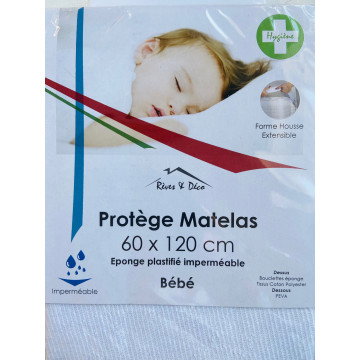 Hygiène
Forme Housse
Extensible
Rêves & Déco
Protège Matelas
60 x 120 cm
Eponge plastifié imperméable
Bébé
Imperméable
Dessus
Bouclettes éponge
Tissus Coton Polyester
Dessous
PEVA